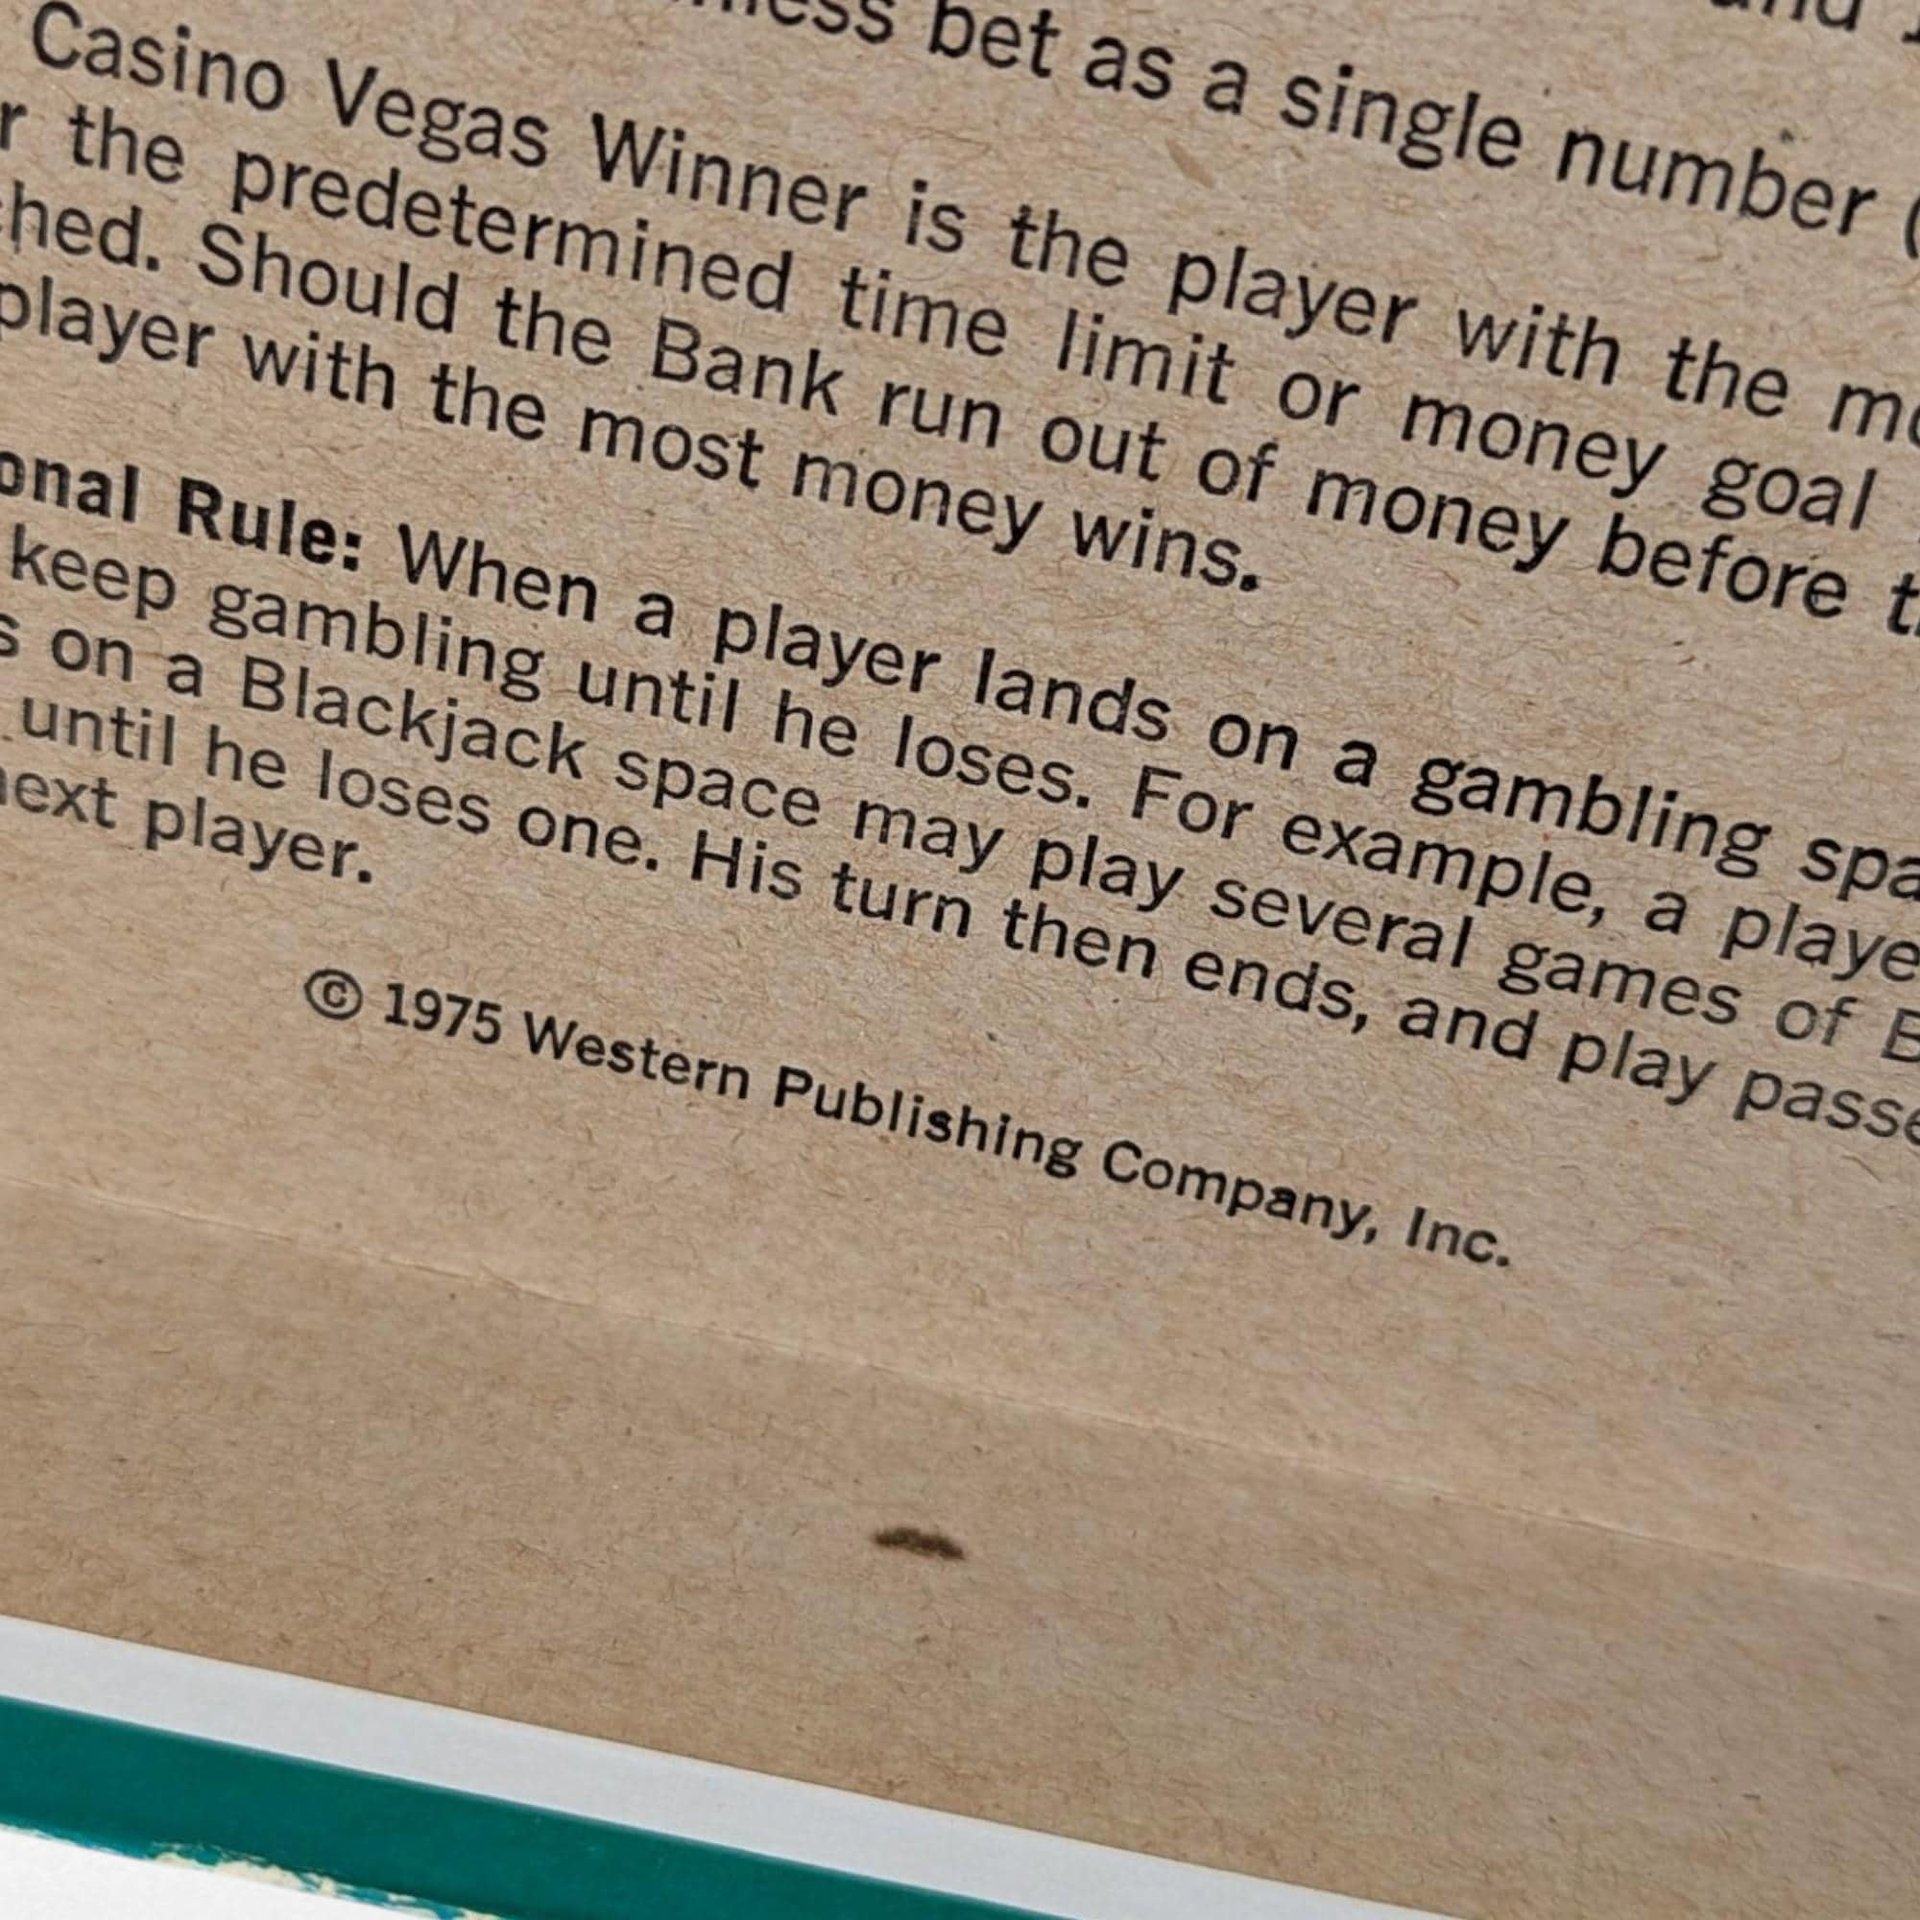 bet as a single number (
Casino Vegas Winner is the player with the
the predetermined time limit or money goal
Should the Bank run out of money before
player with the most money wins.
Rule: When a player lands on a gambling
keep gambling until he loses. For example, a
on a Blackjack space may play several games of
until he loses one. His turn then ends, and play
player.
© 1975 Western Publishing Company, Inc.